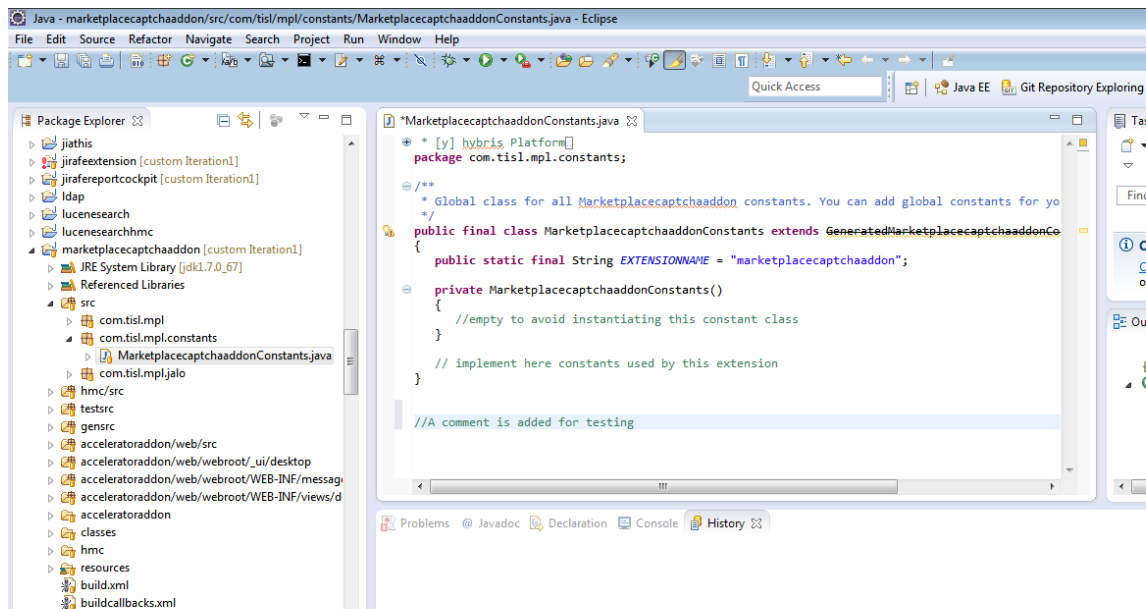 Java - marketplacecaptchaaddon/src/com/tisl/mpl/constants/MarketplacecaptchaaddonConstants.java - Eclipse
File Edit Source Refactor Navigate Search Project Run Window Help
Quick Access
Java EE
Git Repository Exploring
Package Explorer
jiathis
jirafeextension [custom Iteration1]
jirafereportcockpit [custom Iteration1]
ldap
lucenesearch
lucenesearchhmc
marketplacecaptchaaddon [custom Iteration1]
JRE System Library [jdk1.7.0_67]
Referenced Libraries
src
com.tisl.mpl
com.tisl.mpl.constants
MarketplacecaptchaaddonConstants.java
com.tisl.mpl.jalo
hmc/src
testsrc
gensrc
acceleratoraddon/web/src
acceleratoraddon/web/webroot/_ui/desktop
acceleratoraddon/web/webroot/WEB-INF/messag
acceleratoraddon/web/webroot/WEB-INF/views/d
acceleratoraddon
classes
hmc
resources
build.xml
buildcallbacks.xml
*MarketplacecaptchaaddonConstants.java
* [y] hybris Platform
package com.tisl.mpl.constants;
/**
* Global class for all Marketplacecaptchaaddon constants. You can add global constants for yo
*/
public final class MarketplacecaptchaaddonConstants extends GeneratedMarketplacecaptchaaddonCo
{
public static final String EXTENSIONNAME = "marketplacecaptchaaddon";
private MarketplacecaptchaaddonConstants()
{
//empty to avoid instantiating this constant class
}
// implement here constants used by this extension
}
//A comment is added for testing
Problems @ Javadoc Declaration Console History
Tas
Find
C
o
Ou